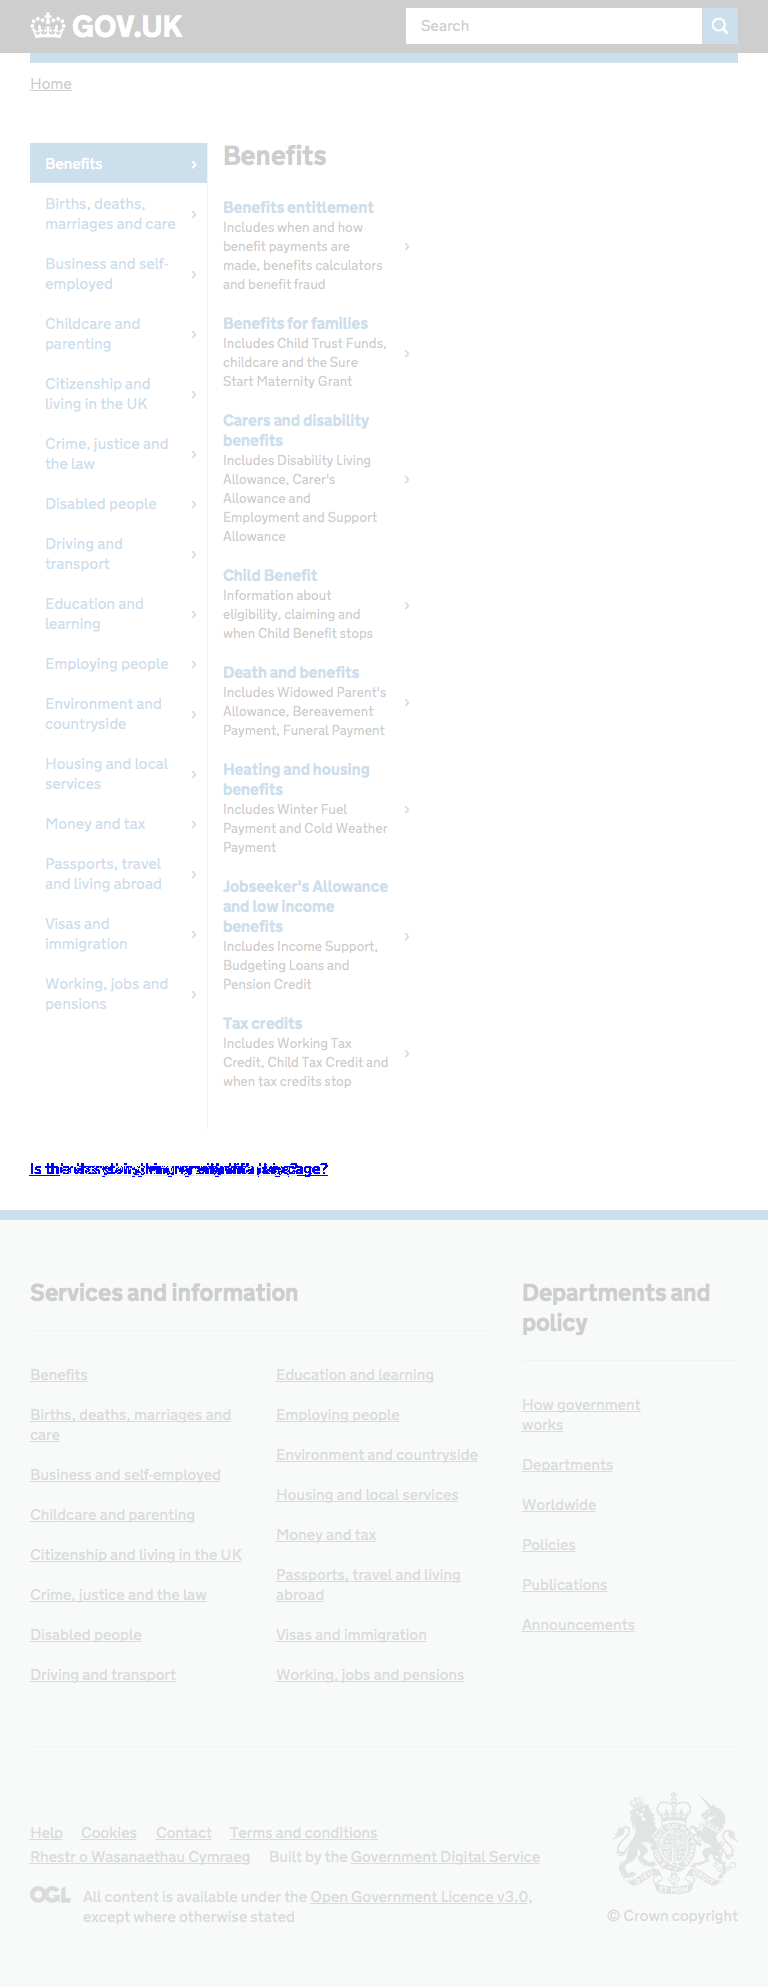 GOV.UK
Search
Home
Benefits
Benefits
Births, deaths,
marriages and care
Business and self-
employed
Childcare and
parenting
Citizenship and
living in the UK
Crime, justice and
the law
Disabled people
Driving and
transport
Education and
learning
Employing people
Environment and
countryside
Housing and local
services
Money and tax
Passports, travel
and living abroad
Visas and
immigration
Working, jobs and
pensions
Benefits entitlement
Includes when and how
benefit payments are
made, benefits calculators
and benefit fraud
Benefits for families
Includes Child Trust Funds,
childcare and the Sure
Start Maternity Grant
Carers and disability
benefits
Includes Disability Living
Allowance, Carer's
Allowance and
Employment and Support
Allowance
Child Benefit
Information about
eligibility, claiming and
when Child Benefit stops
Death and benefits
Includes Widowed Parent's
Allowance, Bereavement
Payment, Funeral Payment
Heating and housing
benefits
Includes Winter Fuel
Payment and Cold Weather
Payment
Jobseeker's Allowance
and low income
benefits
Includes Income Support,
Budgeting Loans and
Pension Credit
Tax credits
Includes Working Tax
Credit, Child Tax Credit and
when tax credits stop
Services and information
Benefits
Births, deaths, marriages and
care
Business and self-employed
Childcare and parenting
Citizenship and living in the UK
Crime, justice and the law
Disabled people
Driving and transport
Education and learning
Employing people
Environment and countryside
Housing and local services
Money and tax
Passports, travel and living
abroad
Visas and immigration
Working, jobs and pensions
Departments and
policy
How government
works
Departments
Worldwide
Policies
Publications
Announcements
Help Cookies Contact Terms and conditions
Rhestr o Wasanaethau Cymraeg Built by the Government Digital Service
OGL All content is available under the Open Government Licence v3.0,
except where otherwise stated
© Crown copyright